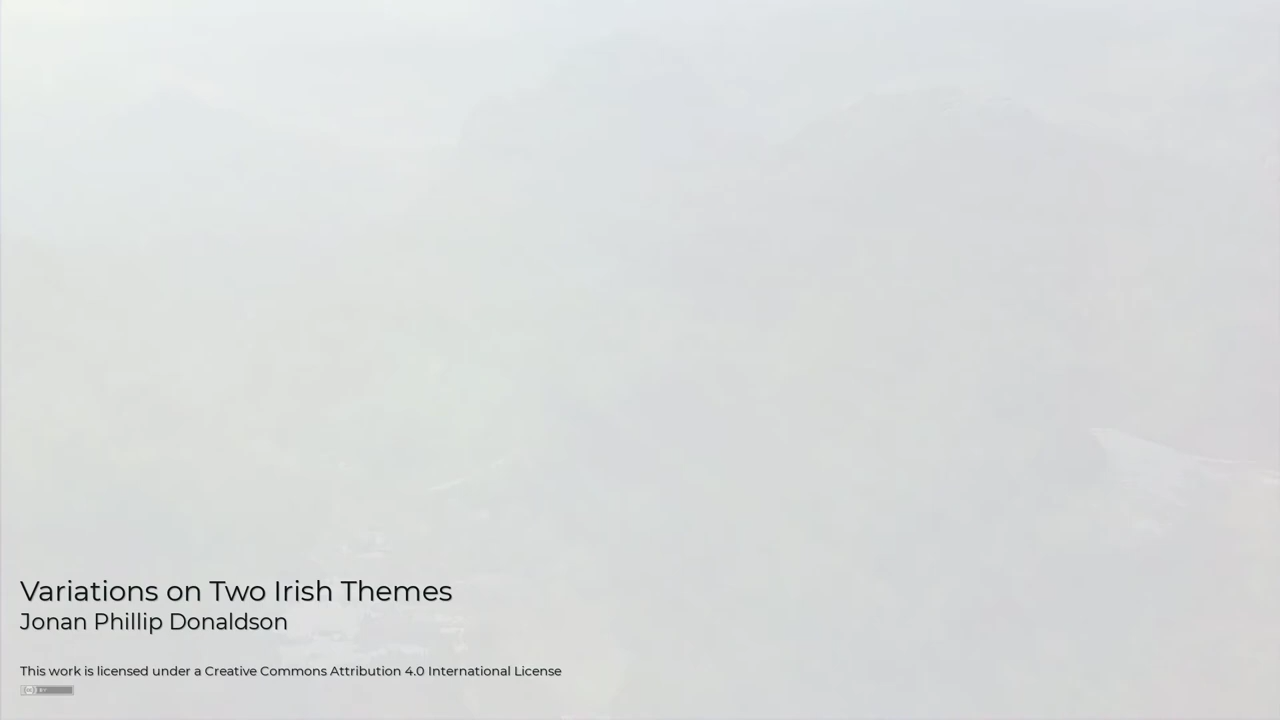 Variations on Two Irish Themes
Jonan Phillip Donaldson
This work is licensed under a Creative Commons Attribution 4.0 International License
BY